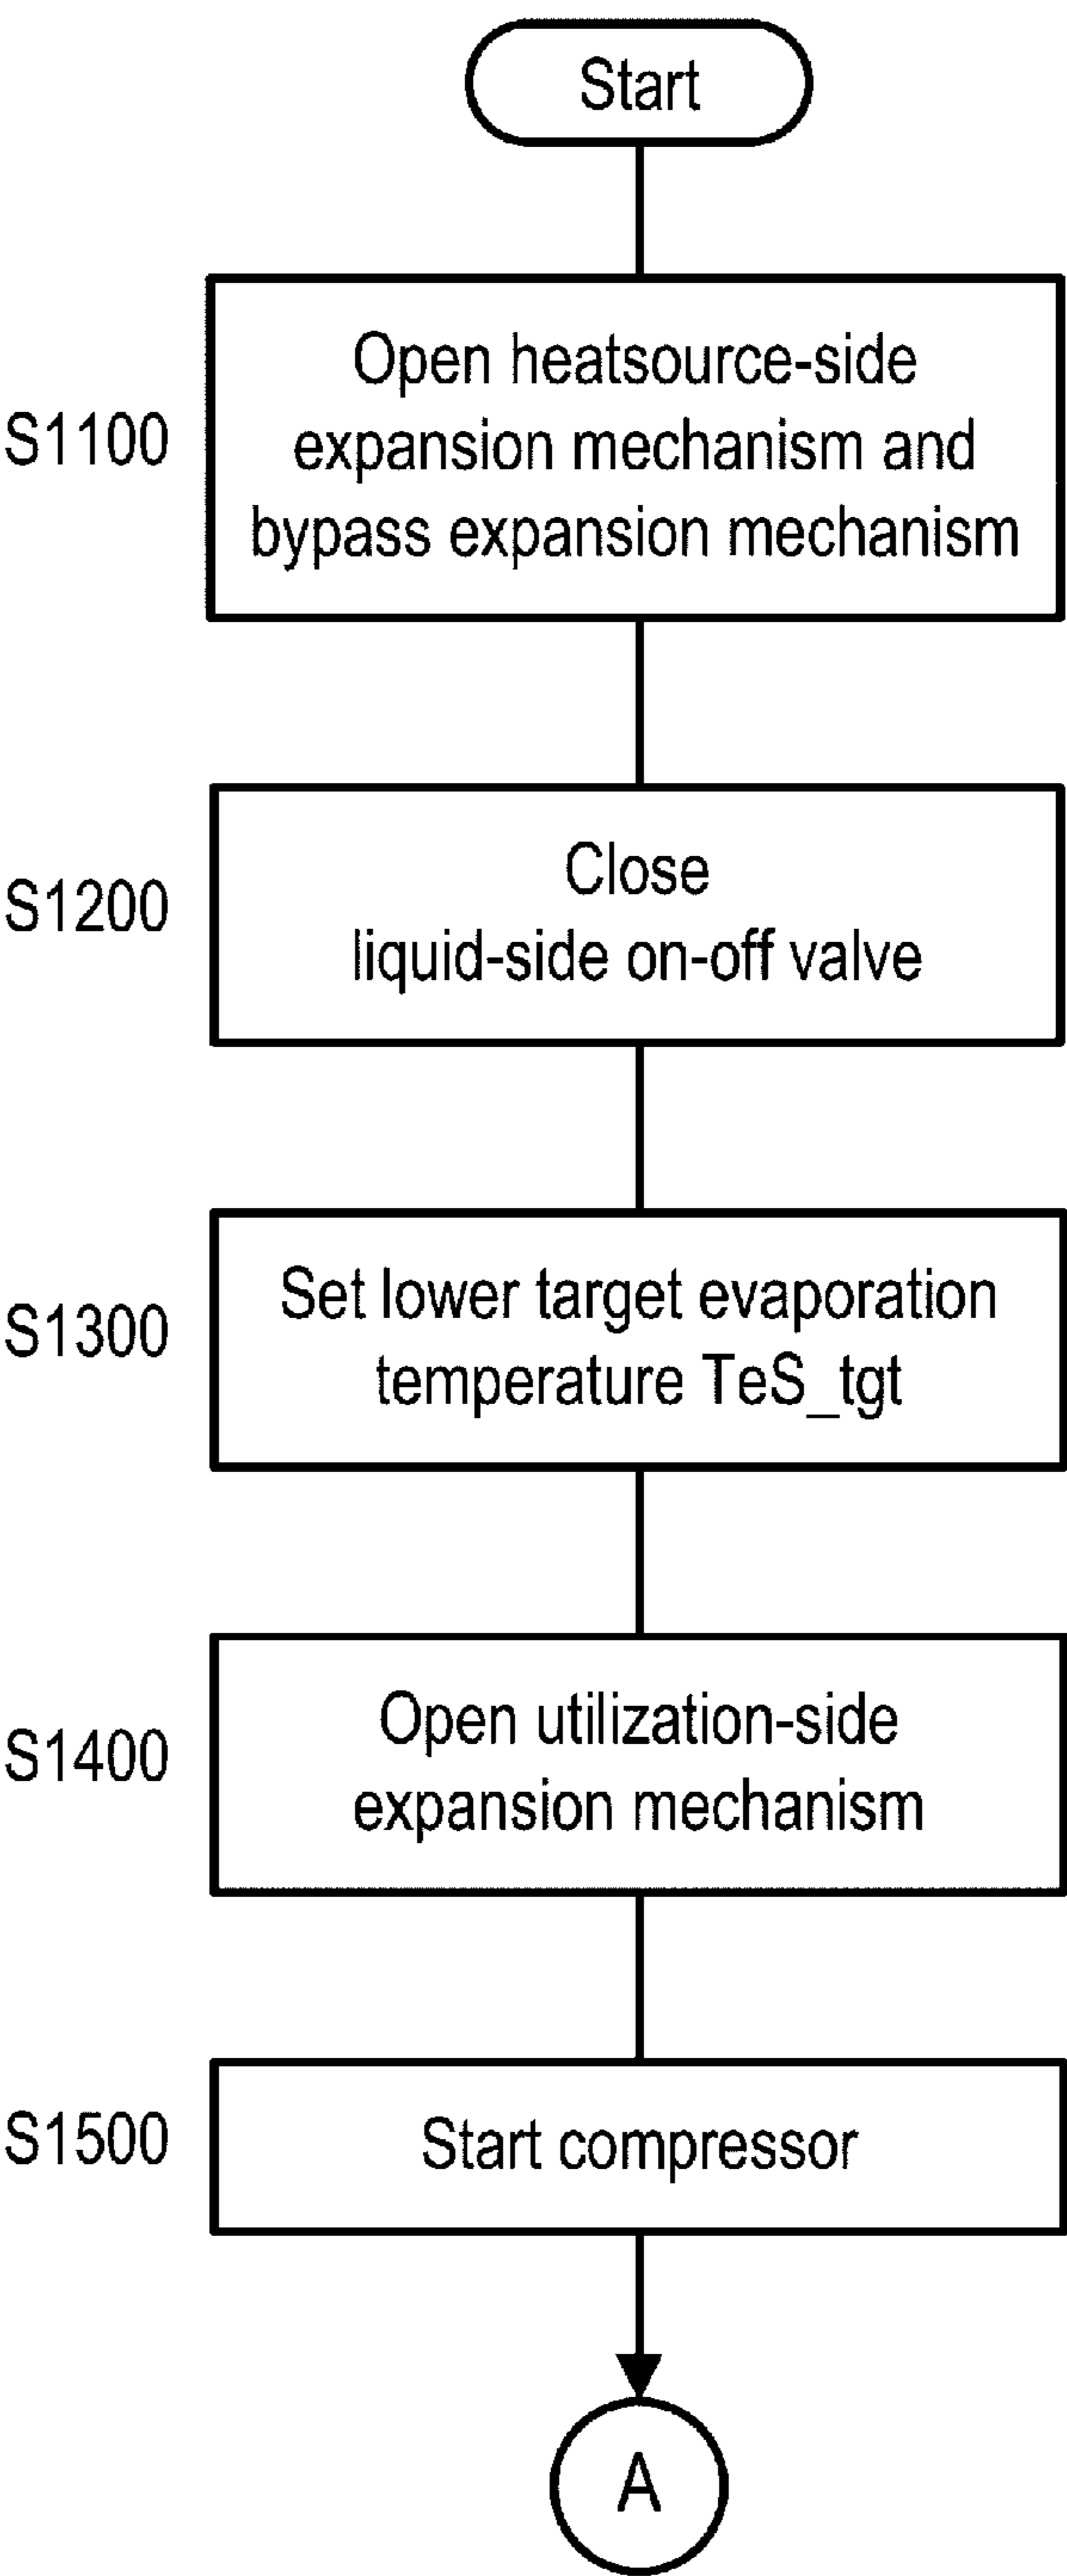 Start
S1100
Open heatsource-side
expansion mechanism and
bypass expansion mechanism
S1200
Close
liquid-side on-off valve
S1300
Set lower target evaporation
temperature TeS_tgt
S1400
Open utilization-side
expansion mechanism
S1500
Start compressor
A